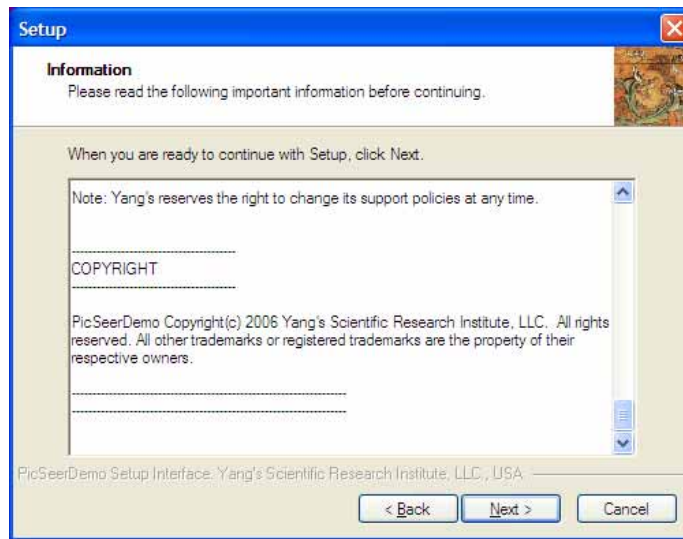 Setup
Information
Please read the following important information before continuing.
When you are ready to continue with Setup, click Next.
Note: Yang's reserves the right to change its support policies at any time.
---------------------------------------
COPYRIGHT
---------------------------------------
PicSeerDemo Copyright(c) 2006 Yang's Scientific Research Institute, LLC.  All rights
reserved. All other trademarks or registered trademarks are the property of their
respective owners.
-----------------------------------------------------------------
-----------------------------------------------------------------
PicSeerDemo Setup Interface: Yang's Scientific Research Institute, LLC., USA
< Back
Next >
Cancel